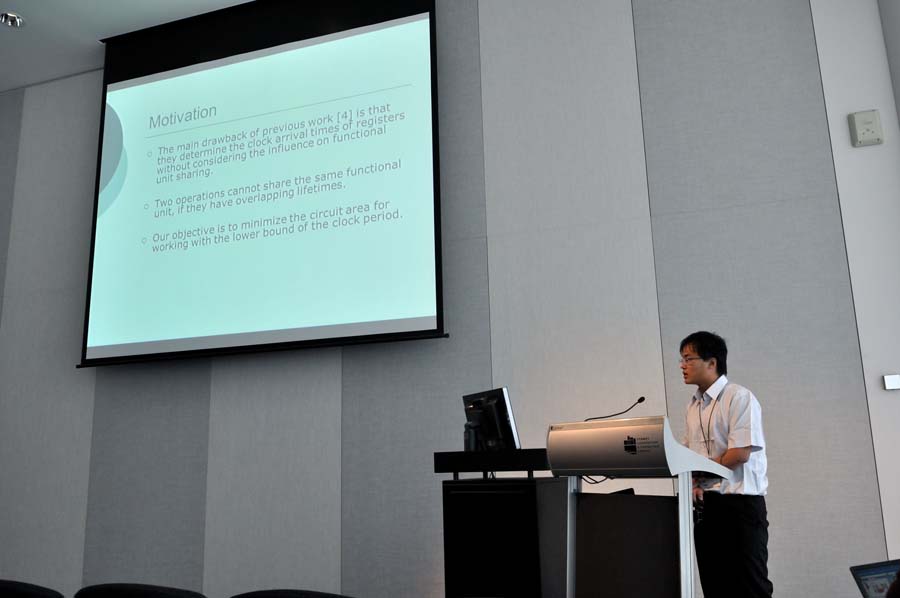 Motivation
The main drawback of previous work [4] is that
they determine the clock arrival times of registers
without considering the influence on functional
unit sharing.
Two operations cannot share the same functional
unit, if they have overlapping lifetimes.
Our objective is to minimize the circuit area for
working with the lower bound of the clock period.